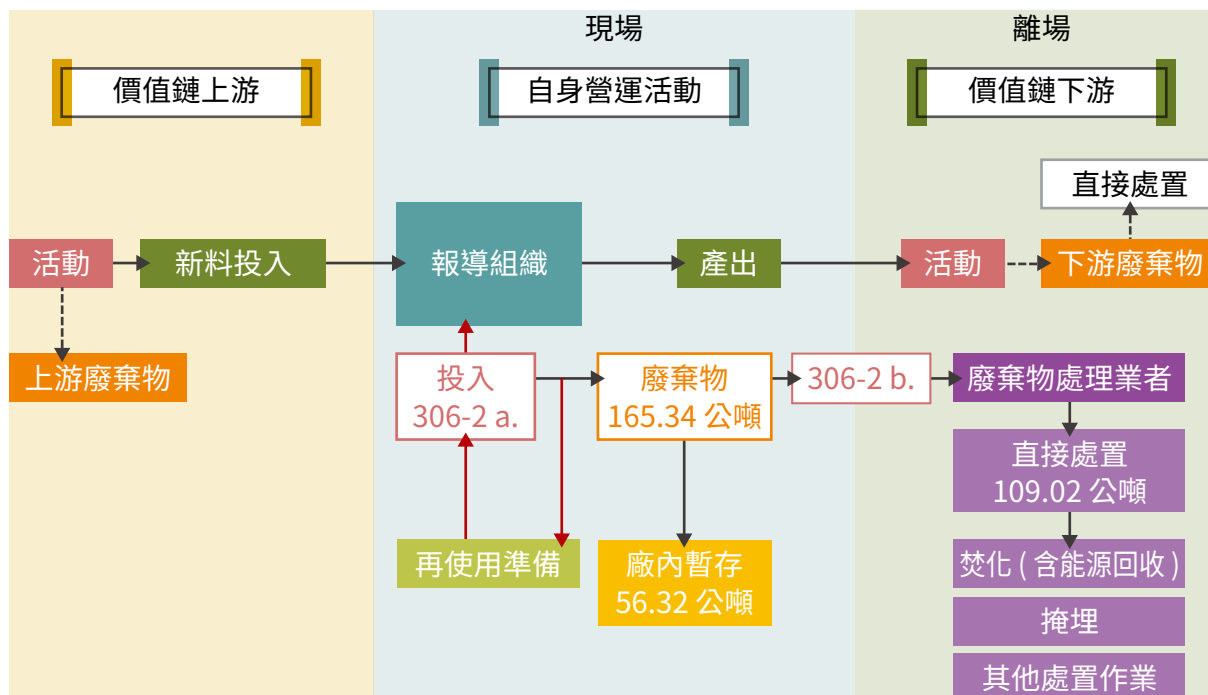 現場
離場
價值鏈上游
自身營運活動
價值鏈下游
直接處置
活動
新料投入
報導組織
產出
活動
下游廢棄物
上游廢棄物
投入
306-2 a.
廢棄物
165.34 公噸
306-2 b.
廢棄物處理業者
直接處置
109.02 公噸
再使用準備
廠內暫存
56.32 公噸
焚化 ( 含能源回收 )
掩埋
其他處置作業